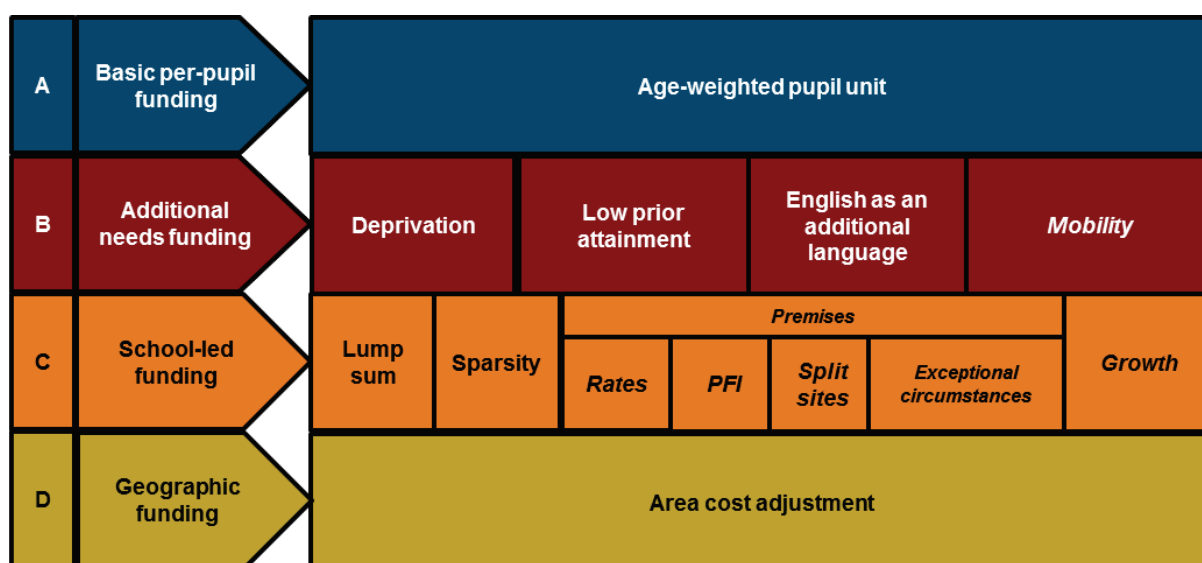 A
Basic per-pupil
funding
Age-weighted pupil unit
B
Additional
needs funding
Deprivation
Low prior
attainment
English as an
additional
language
Mobility
C
School-led
funding
Lump
sum
Sparsity
Premises
Rates
PFI
Split
sites
Exceptional
circumstances
Growth
D
Geographic
funding
Area cost adjustment